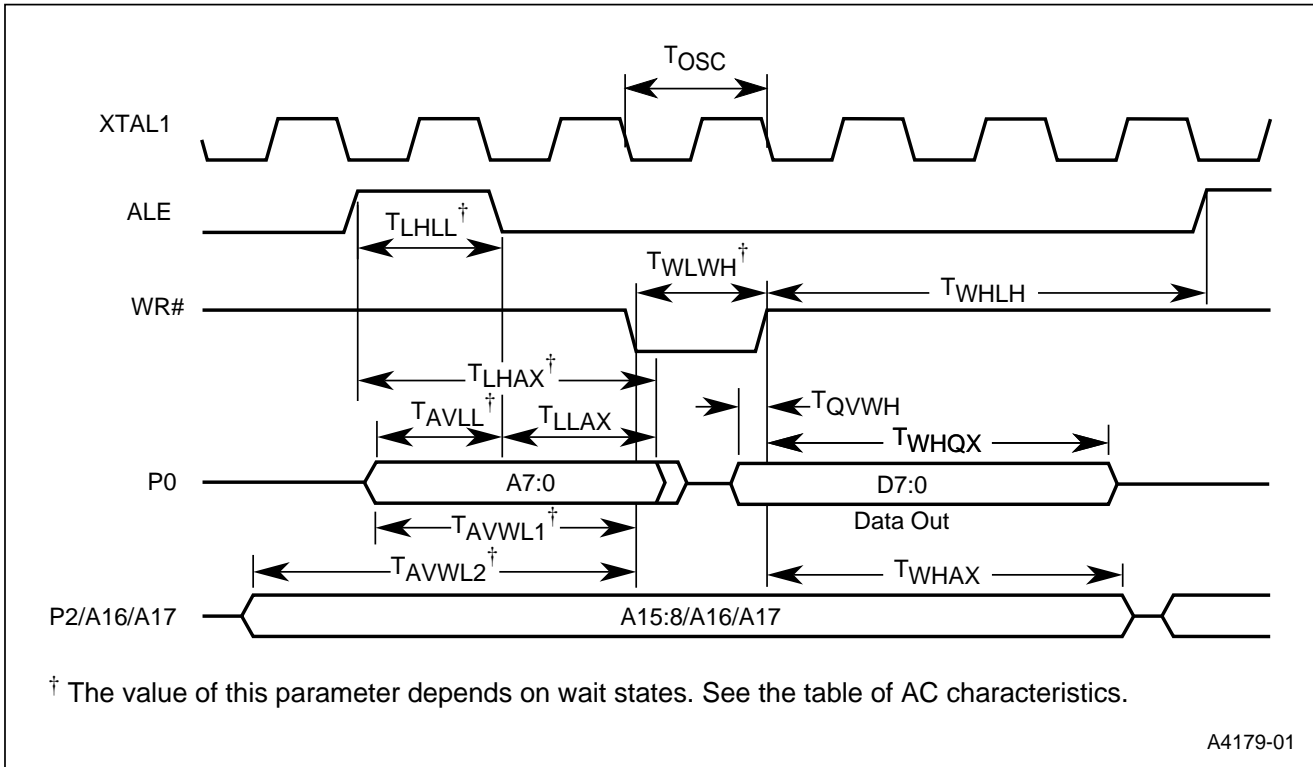 TOSC
XTAL1
ALE
TLHLL†
TWLWH†
WR#
TWHLH
TLHAX†
TAVLL†
TLLAX
TQVWH
TWHQX
P0
A7:0
D7:0
Data Out
TAVWL1†
TAVWL2†
TWHAX
P2/A16/A17
A15:8/A16/A17
† The value of this parameter depends on wait states. See the table of AC characteristics.
A4179-01